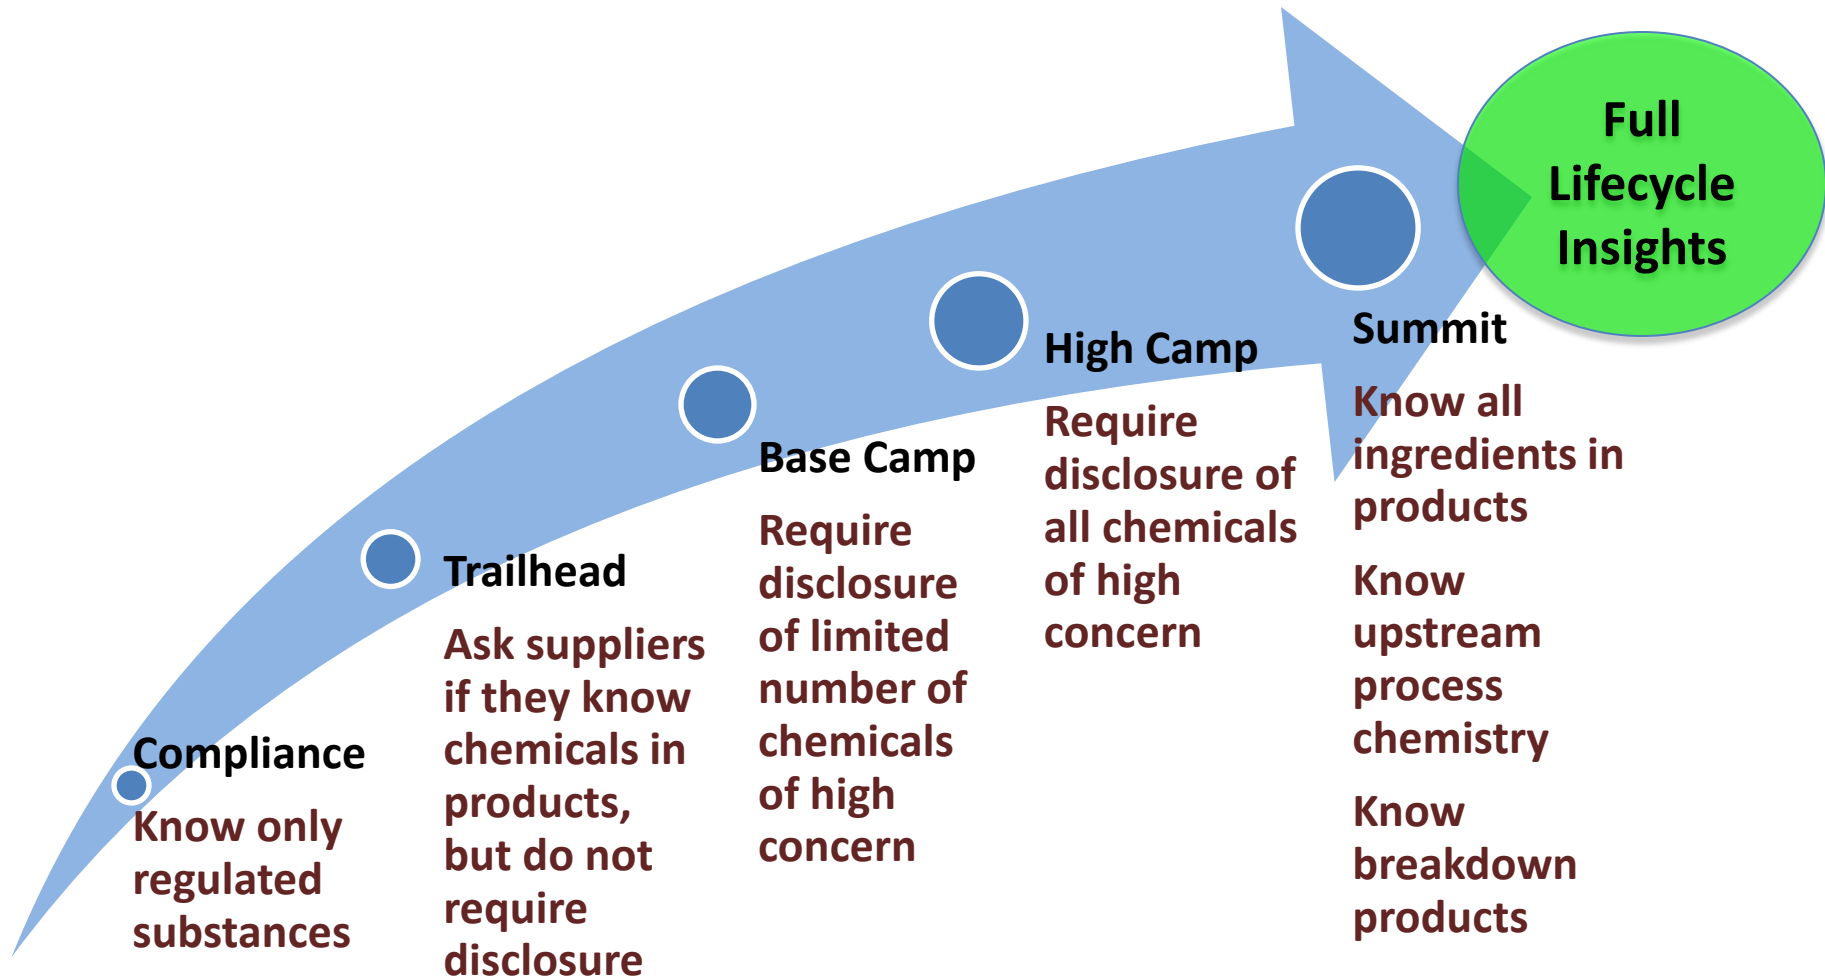 Full
Lifecycle
Insights
Compliance
Know only
regulated
substances
Trailhead
Ask suppliers
if they know
chemicals in
products,
but do not
require
disclosure
Base Camp
Require
disclosure
of limited
number of
chemicals
of high
concern
High Camp
Require
disclosure of
all chemicals
of high
concern
Summit
Know all
ingredients in
products
Know
upstream
process
chemistry
Know
breakdown
products